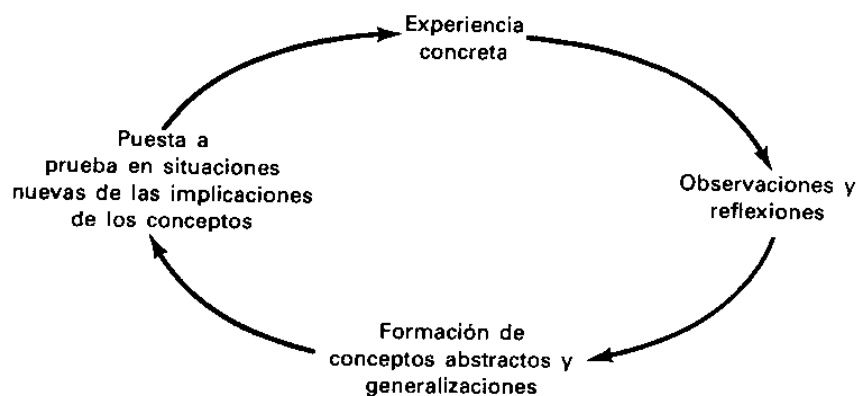 Experiencia
concreta
Observaciones y
reflexiones
Formación de
conceptos abstractos y
generalizaciones
Puesta a
prueba en situaciones
nuevas de las implicaciones
de los conceptos